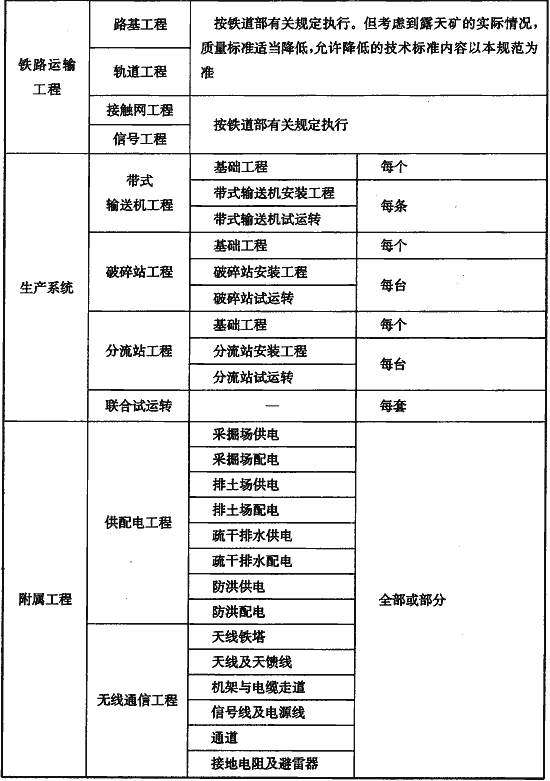 铁路运输
工程
路基工程
轨道工程
按铁道部有关规定执行。但考虑到露天矿的实际情况，
质量标准适当降低，允许降低的技术标准内容以本规范为
准
接触网工程
信号工程
按铁道部有关规定执行
生产系统
带式
输送机工程
基础工程
每个
带式输送机安装工程
带式输送机试运转
每条
破碎站工程
基础工程
每个
破碎站安装工程
破碎站试运转
每台
分流站工程
基础工程
每个
分流站安装工程
分流站试运转
每台
联合试运转
—
每套
附属工程
供配电工程
采掘场供电
采掘场配电
排土场供电
排土场配电
疏干排水供电
疏干排水配电
防洪供电
防洪配电
全部或部分
无线通信工程
天线铁塔
天线及天馈线
机架与电缆走道
信号线及电源线
通道
接地电阻及避雷器